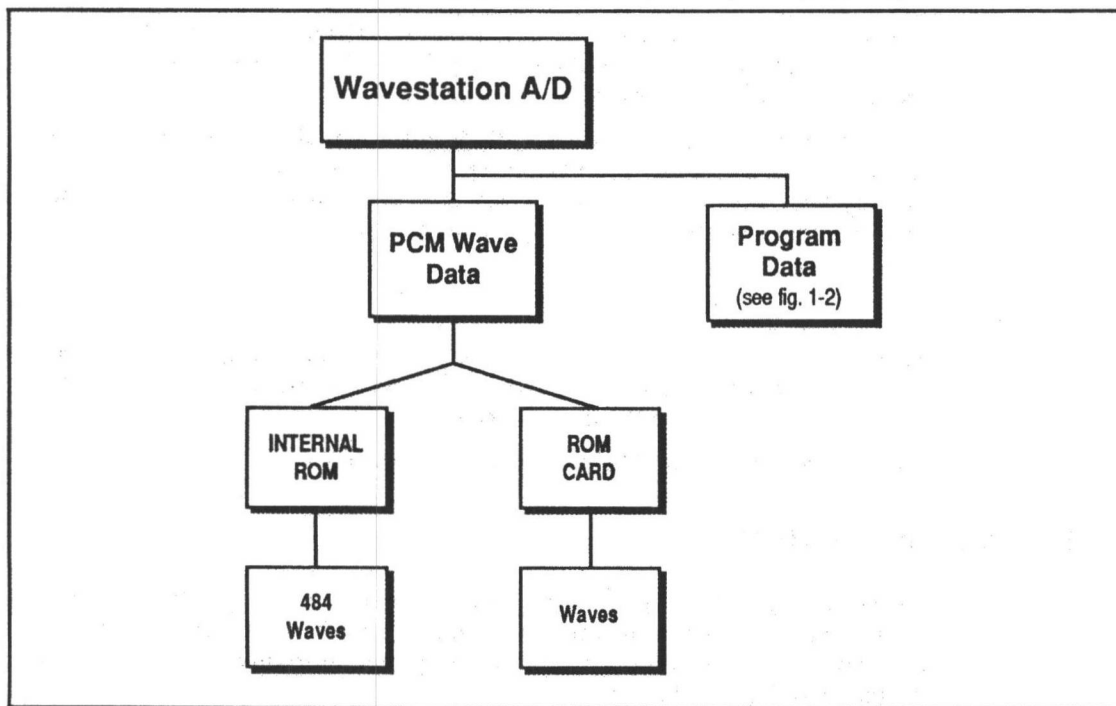 Wavestation A/D
PCM Wave
Data
Program
Data
(see fig. 1-2)
INTERNAL
ROM
ROM
CARD
484
Waves
Waves